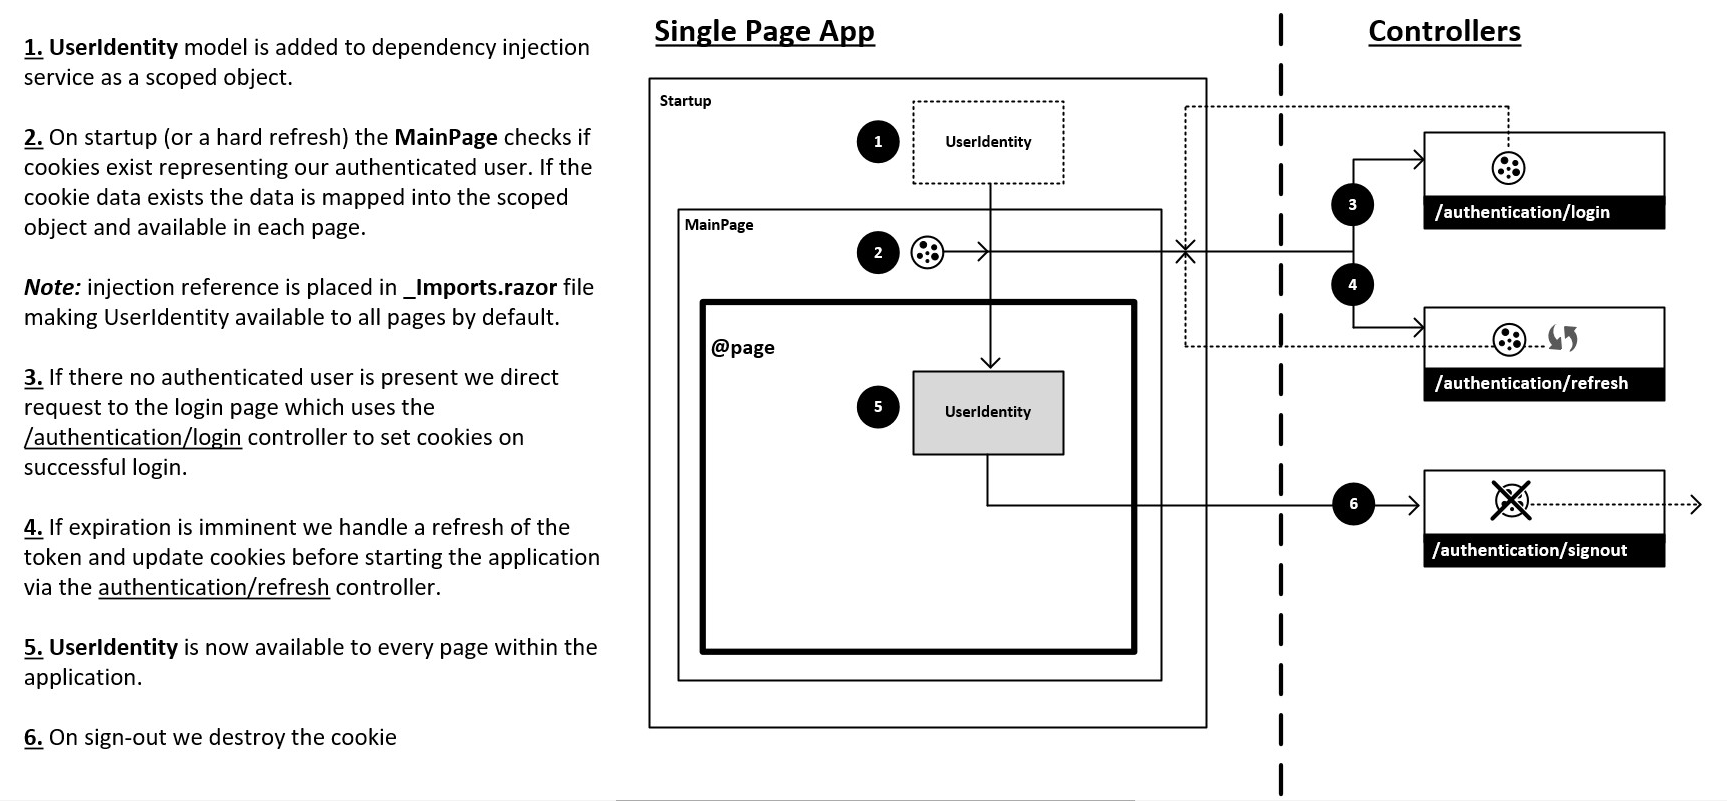 1. UserIdentity model is added to dependency injection
service as a scoped object.
2. On startup (or a hard refresh) the MainPage checks if
cookies exist representing our authenticated user. If the
cookie data exists the data is mapped into the scoped
object and available in each page.
Note: injection reference is placed in _Imports.razor file
making UserIdentity available to all pages by default.
3. If there no authenticated user is present we direct
request to the login page which uses the
/authentication/login controller to set cookies on
successful login.
4. If expiration is imminent we handle a refresh of the
token and update cookies before starting the application
via the authentication/refresh controller.
5. UserIdentity is now available to every page within the
application.
6. On sign-out we destroy the cookie
Single Page App
Startup
1
UserIdentity
MainPage
2
@page
5
UserIdentity
Controllers
3
/authentication/login
4
/authentication/refresh
6
/authentication/signout